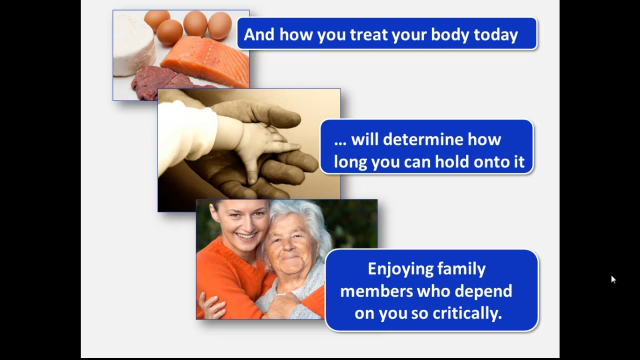 And how you treat your body today
... will determine how
long you can hold onto it
Enjoying family
members who depend
on you so critically.